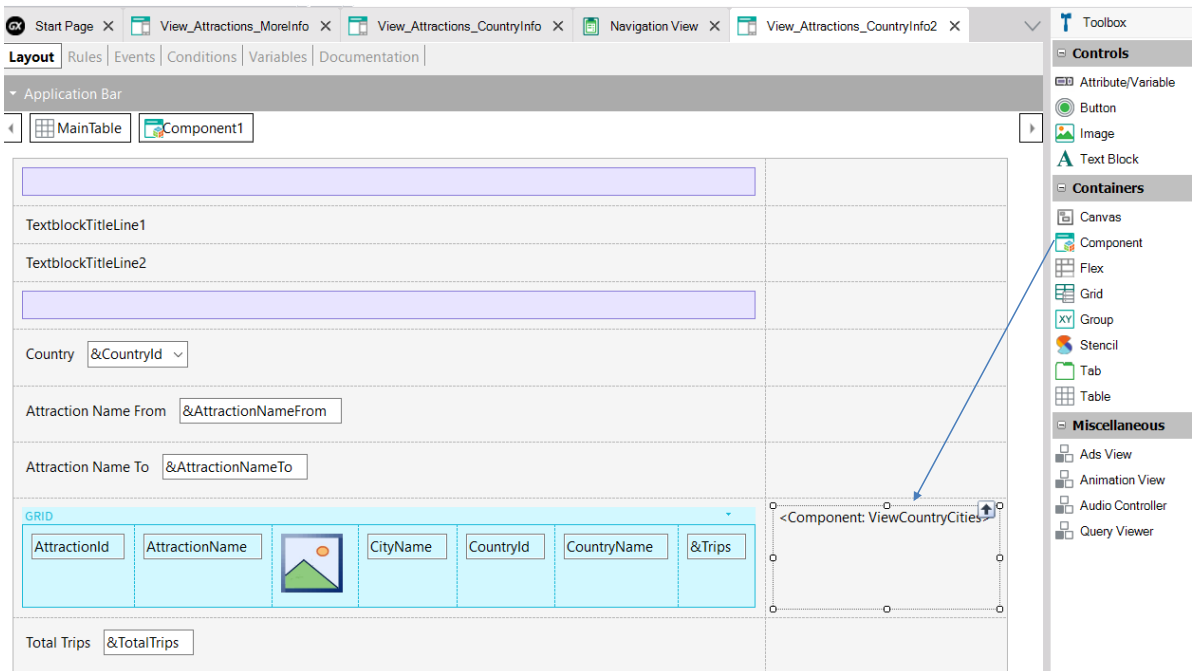 GX Start Page View_Attractions_MoreInfo View_Attractions_CountryInfo Navigation View View_Attractions_CountryInfo2
Layout Rules Events Conditions Variables Documentation
Application Bar
MainTable Component1
TextblockTitleLine1
TextblockTitleLine2
Country &CountryId
Attraction Name From &AttractionNameFrom
Attraction Name To &AttractionNameTo
GRID
AttractionId AttractionName CityName CountryId CountryName &Trips
<Component: ViewCountryCities>
Total Trips &TotalTrips
Toolbox
Controls
Attribute/Variable
Button
Image
A Text Block
Containers
Canvas
Component
Flex
Grid
XY Group
Stencil
Tab
Table
Miscellaneous
Ads View
Animation View
Audio Controller
Query Viewer